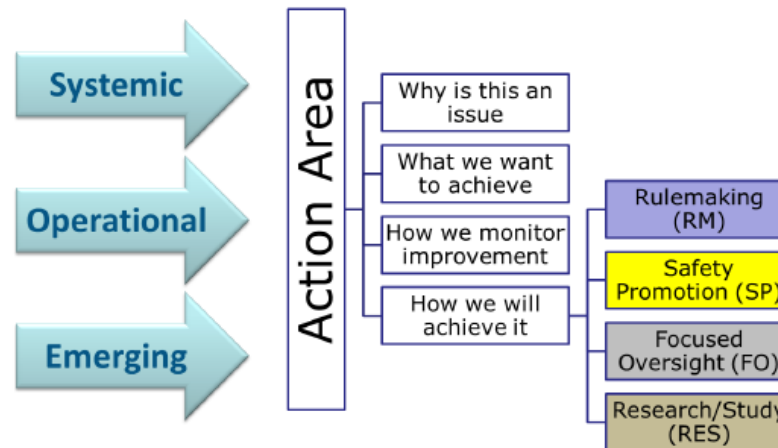 Systemic
Operational
Emerging
Action Area
Why is this an
issue
What we want
to achieve
How we monitor
improvement
How we will
achieve it
Rulemaking
(RM)
Safety
Promotion (SP)
Focused
Oversight (FO)
Research/Study
(RES)